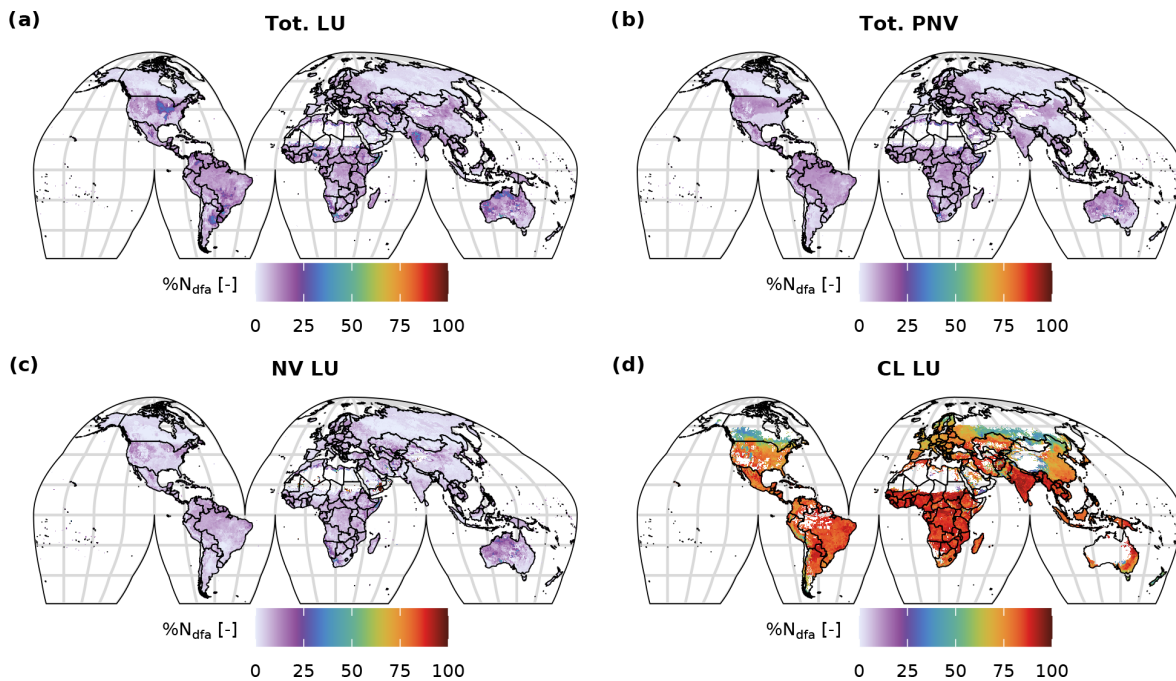 (a)
Tot. LU
%Ndfa [-]
0 25 50 75 100
(b)
Tot. PNV
%Ndfa [-]
0 25 50 75 100
(c)
NV LU
%Ndfa [-]
0 25 50 75 100
(d)
CL LU
%Ndfa [-]
0 25 50 75 100